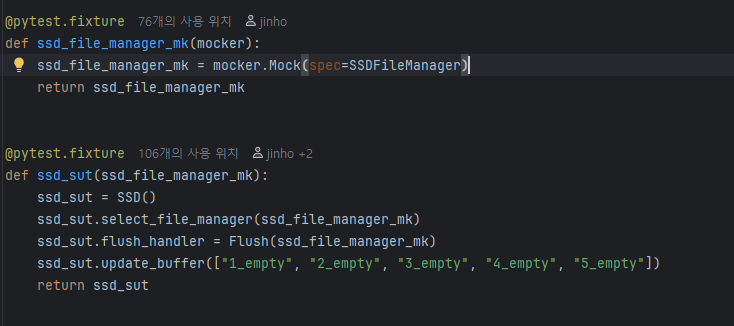 @pytest.fixture 76개의 사용 위치 jinho
def ssd_file_manager_mk(mocker):
    ssd_file_manager_mk = mocker.Mock(spec=SSDFileManager)
    return ssd_file_manager_mk
@pytest.fixture 106개의 사용 위치 jinho +2
def ssd_sut(ssd_file_manager_mk):
    ssd_sut = SSD()
    ssd_sut.select_file_manager(ssd_file_manager_mk)
    ssd_sut.flush_handler = Flush(ssd_file_manager_mk)
    ssd_sut.update_buffer(["1_empty", "2_empty", "3_empty", "4_empty", "5_empty"])
    return ssd_sut